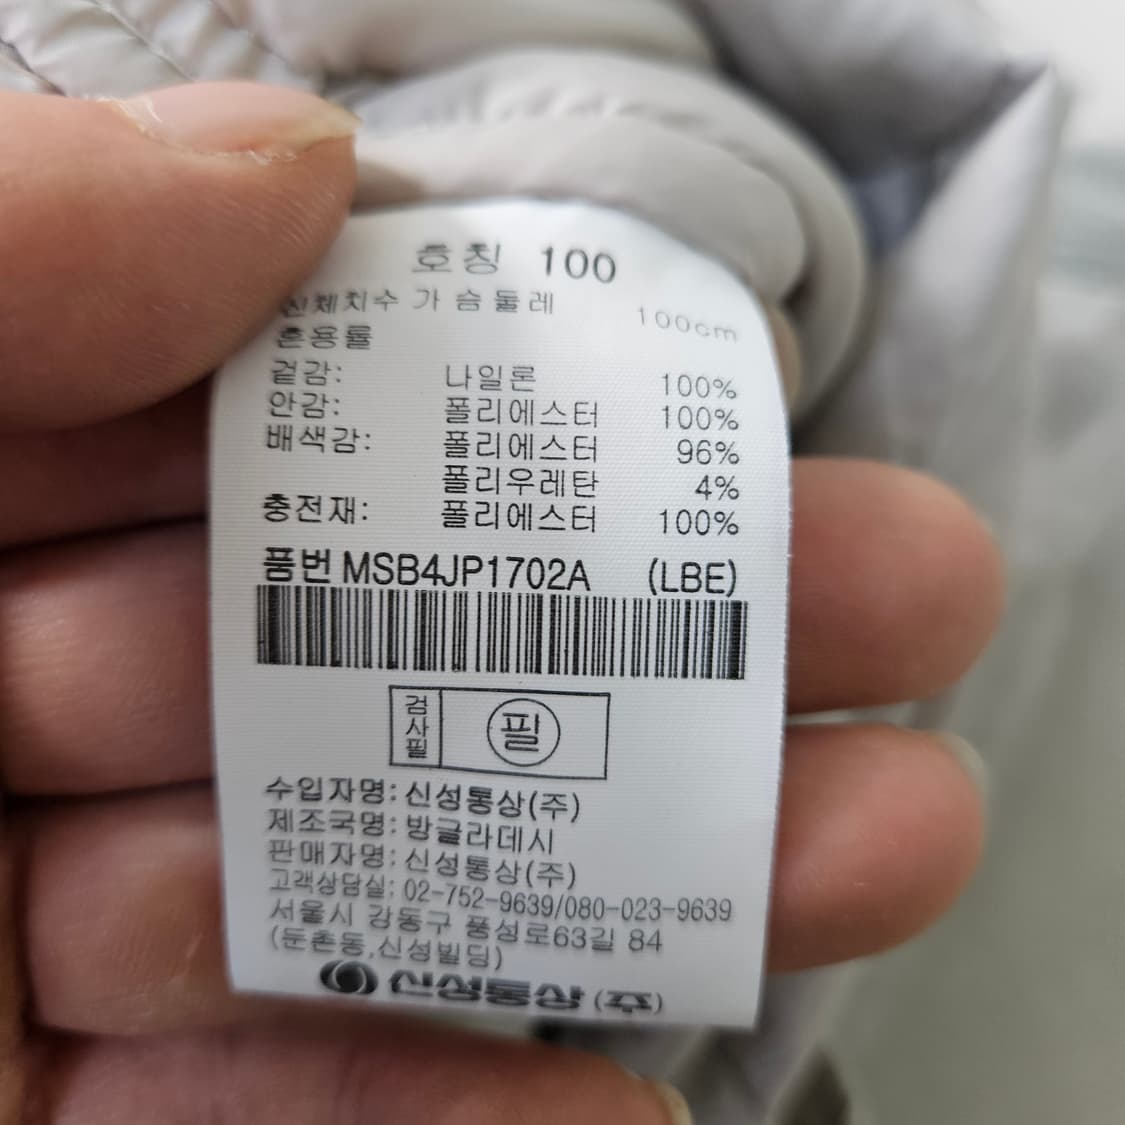 호칭 100
신체치수 가슴둘레 100cm
혼용률
겉감: 나일론 100%
안감: 폴리에스터 100%
배색감: 폴리에스터 96%
폴리우레탄 4%
충전재: 폴리에스터 100%
품번 MSB4JP1702A (LBE)
검사필 필
수입자명: 신성통상(주)
제조국명: 방글라데시
판매자명: 신성통상(주)
고객상담실: 02-752-9639/080-023-9639
서울시 강동구 풍성로63길 84
(둔촌동,신성빌딩)
신성통상(주)